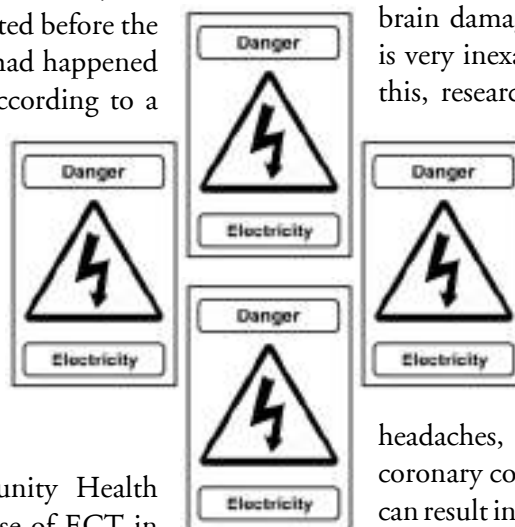 ted before the
had happened
ccording to a
unity Health
se of ECT in
Danger
Electricity
Danger
Electricity
Danger
Electricity
Danger
Electricity
brain damag
is very inexa
this, researc
headaches,
coronary co
can result in